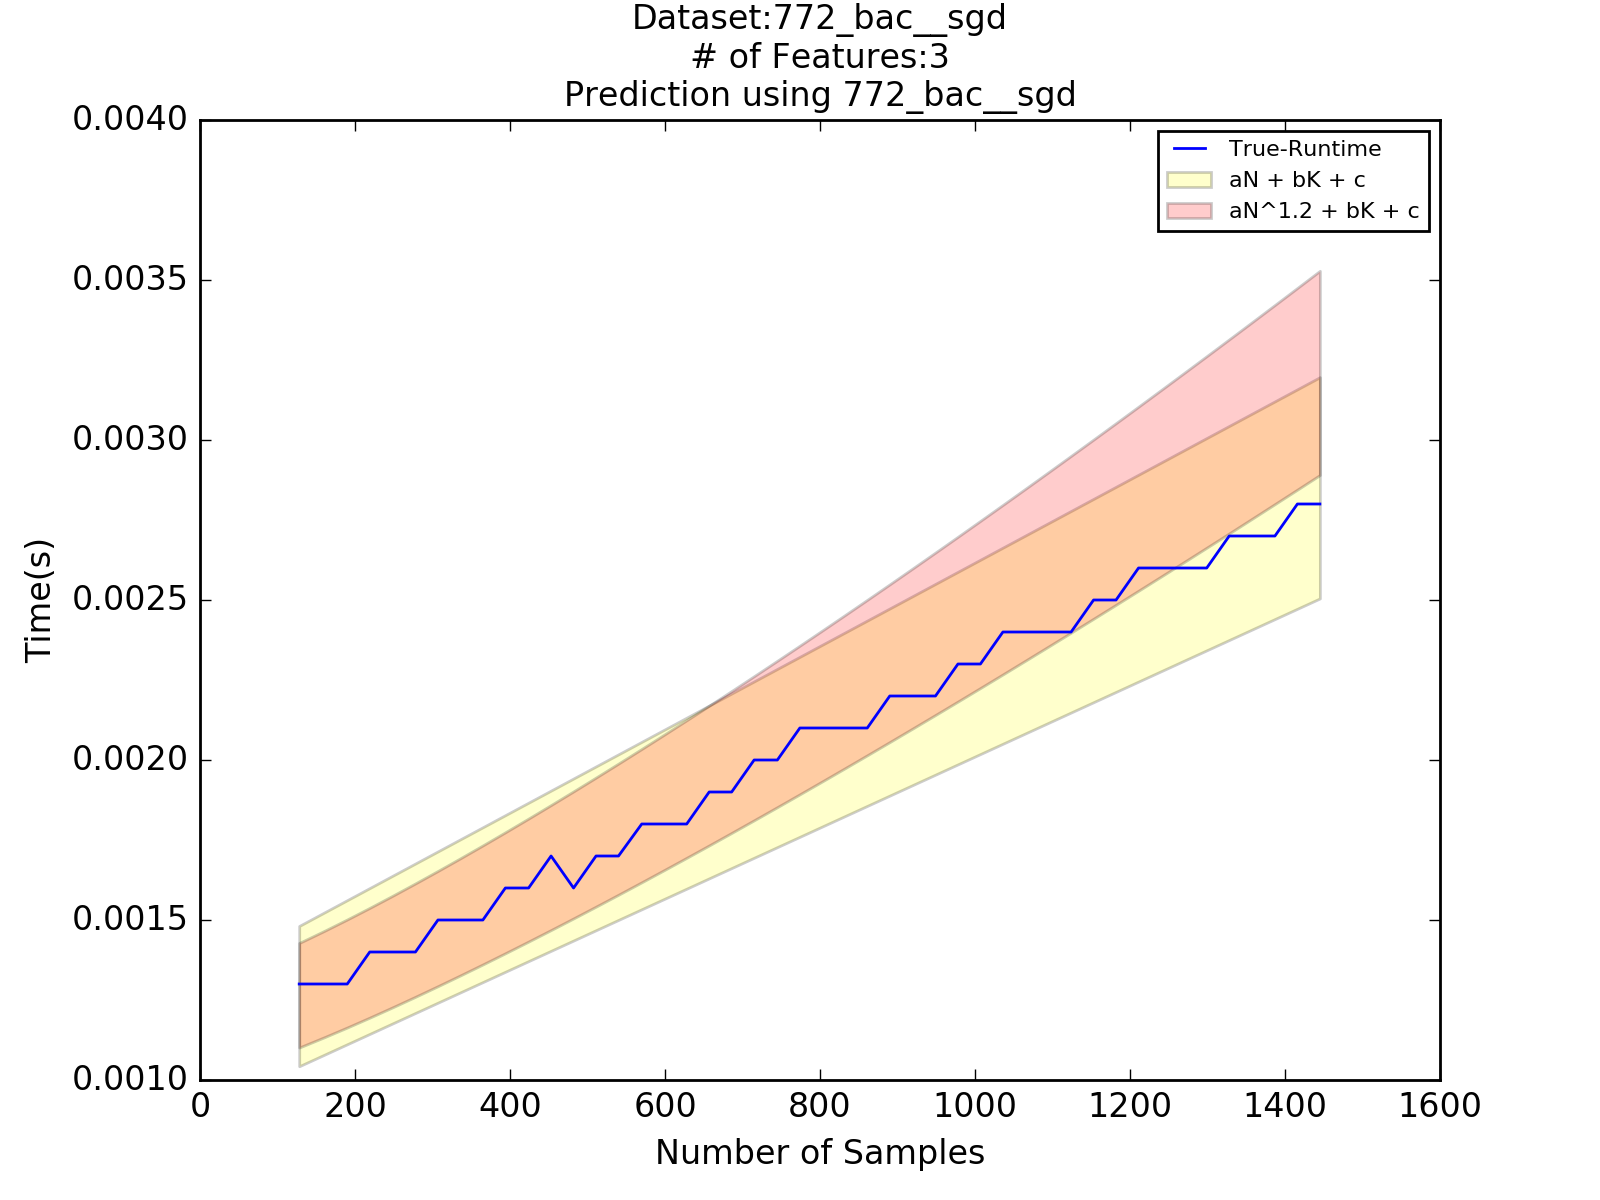 Dataset:772_bac__sgd
# of Features:3
Prediction using 772_bac__sgd
True-Runtime
aN + bK + c
aN^1.2 + bK + c
0.0040
0.0035
0.0030
0.0025
0.0020
0.0015
0.0010
Time(s)
0 200 400 600 800 1000 1200 1400 1600
Number of Samples